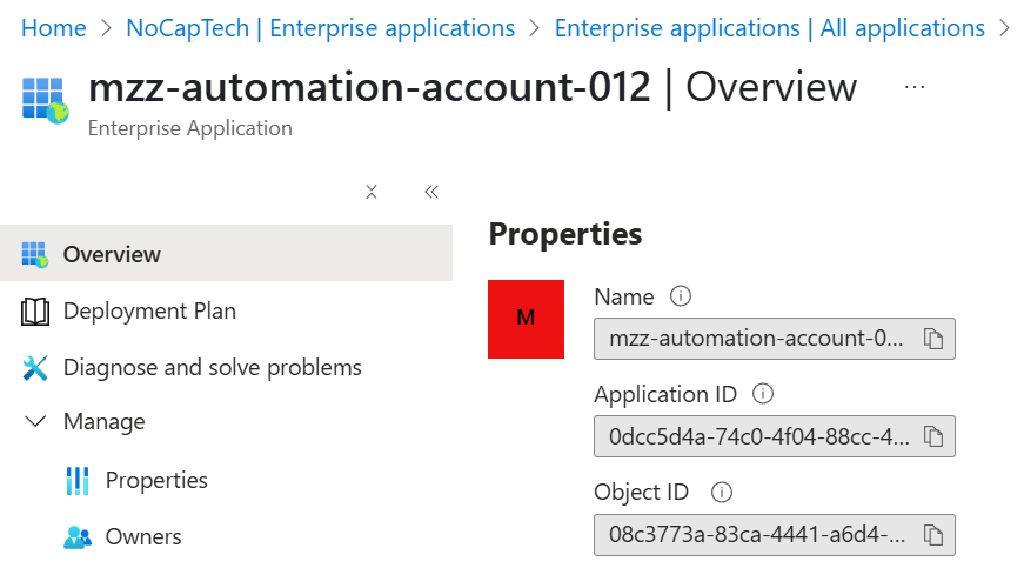 Home > NoCapTech | Enterprise applications > Enterprise applications | All applications >
mzz-automation-account-012 | Overview ...
Enterprise Application
Overview
Deployment Plan
Diagnose and solve problems
Manage
Properties
Owners
Properties
M
Name
mzz-automation-account-0...
Application ID
0dcc5d4a-74c0-4f04-88cc-4...
Object ID
08c3773a-83ca-4441-a6d4-...